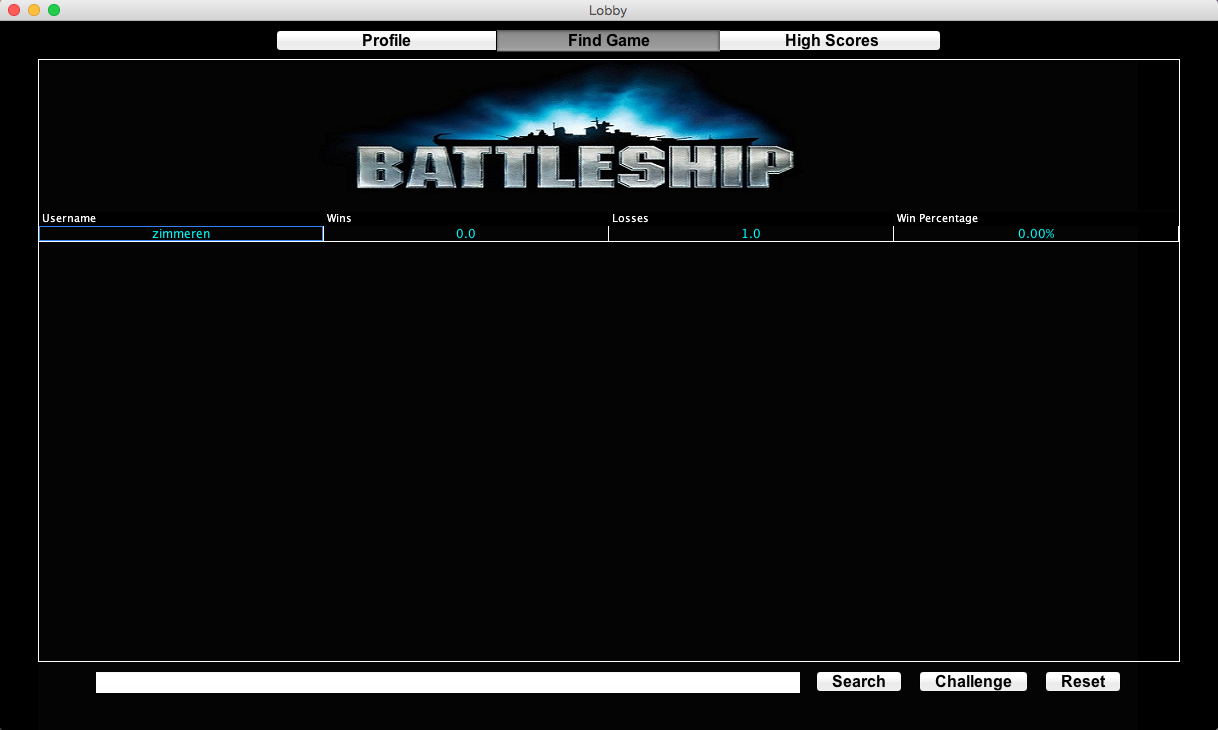 Lobby
Profile Find Game High Scores
BATTLESHIP
Username Wins Losses Win Percentage
zimmeren 0.0 1.0 0.00%
Search Challenge Reset